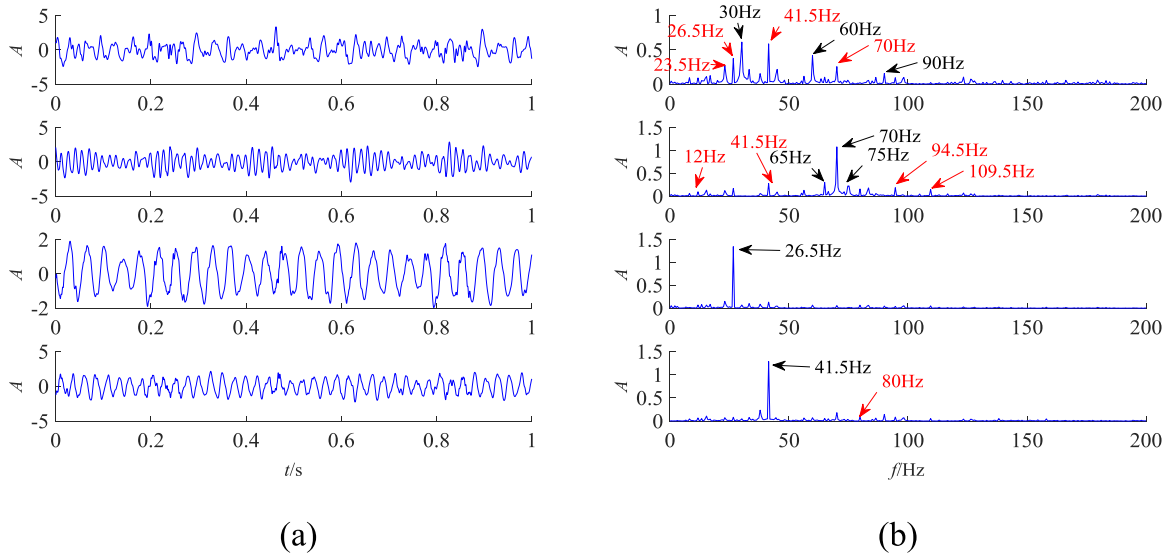 5
0
-5
A
0 0.2 0.4 0.6 0.8 1
5
0
-5
A
0 0.2 0.4 0.6 0.8 1
2
0
-2
A
0 0.2 0.4 0.6 0.8 1
5
0
-5
A
0 0.2 0.4 0.6 0.8 1
t/s
(a)
1
0.5
0
A
30Hz
41.5Hz
26.5Hz
60Hz
70Hz
23.5Hz
90Hz
0 50 100 150 200
1.5
1
0.5
0
A
70Hz
41.5Hz
65Hz
75Hz
94.5Hz
12Hz
109.5Hz
0 50 100 150 200
1.5
1
0.5
0
A
26.5Hz
0 50 100 150 200
1.5
1
0.5
0
A
41.5Hz
80Hz
0 50 100 150 200
f/Hz
(b)